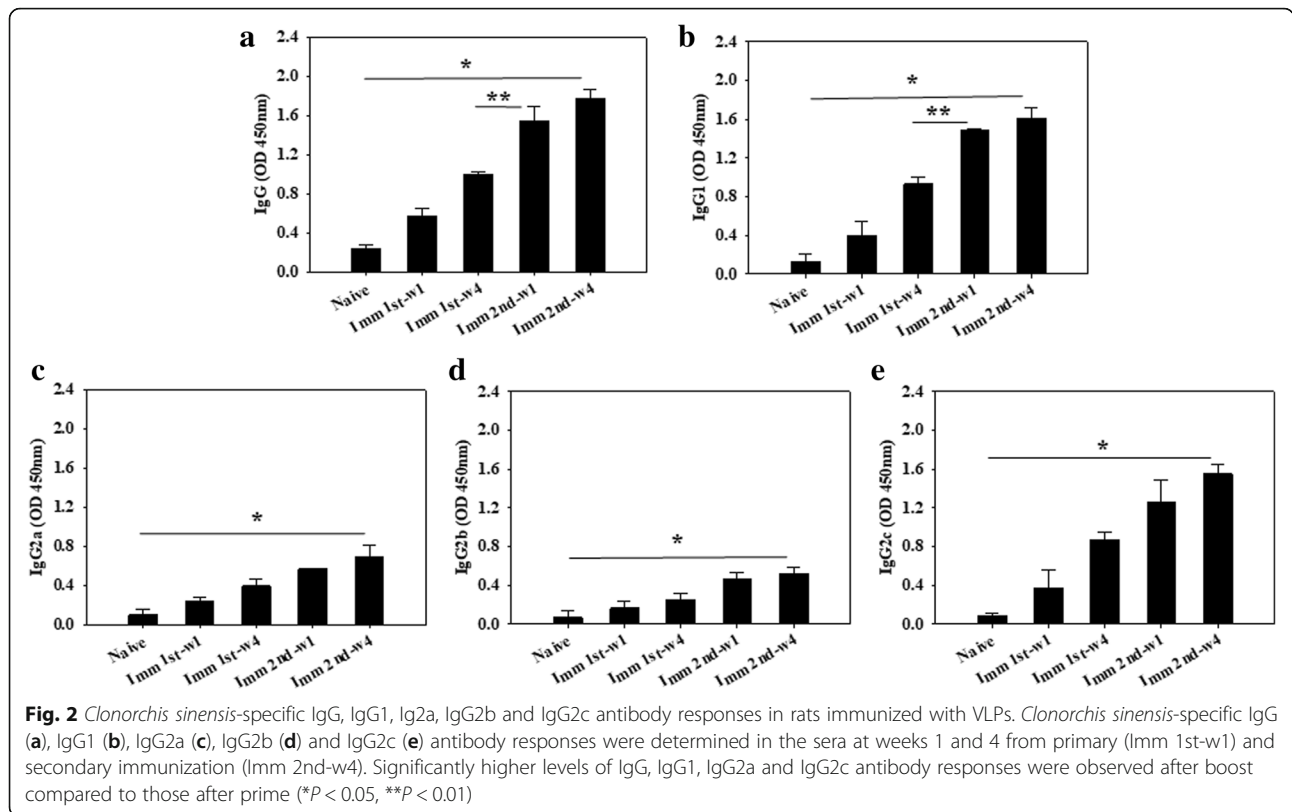 a
2.4
2.0
1.6
1.2
0.8
0.4
0.0
IgG (OD 450nm)
*
**
Naive
Imm 1st-w1
Imm 1st-w4
Imm 2nd-w1
Imm 2nd-w4
b
2.4
2.0
1.6
1.2
0.8
0.4
0.0
IgG1 (OD 450nm)
*
**
Naive
Imm 1st-w1
Imm 1st-w4
Imm 2nd-w1
Imm 2nd-w4
c
2.4
2.0
1.6
1.2
0.8
0.4
0.0
IgG2a (OD 450nm)
*
Naive
Imm 1st-w1
Imm 1st-w4
Imm 2nd-w1
Imm 2nd-w4
d
2.4
2.0
1.6
1.2
0.8
0.4
0.0
IgG2b (OD 450nm)
*
Naive
Imm 1st-w1
Imm 1st-w4
Imm 2nd-w1
Imm 2nd-w4
e
2.4
2.0
1.6
1.2
0.8
0.4
0.0
IgG2c (OD 450nm)
*
Naive
Imm 1st-w1
Imm 1st-w4
Imm 2nd-w1
Imm 2nd-w4
Fig. 2 Clonorchis sinensis-specific IgG, IgG1, Ig2a, IgG2b and IgG2c antibody responses in rats immunized with VLPs. Clonorchis sinensis-specific IgG
(a), IgG1 (b), IgG2a (c), IgG2b (d) and IgG2c (e) antibody responses were determined in the sera at weeks 1 and 4 from primary (Imm 1st-w1) and
secondary immunization (Imm 2nd-w4). Significantly higher levels of IgG, IgG1, IgG2a and IgG2c antibody responses were observed after boost
compared to those after prime (*P < 0.05, **P < 0.01)